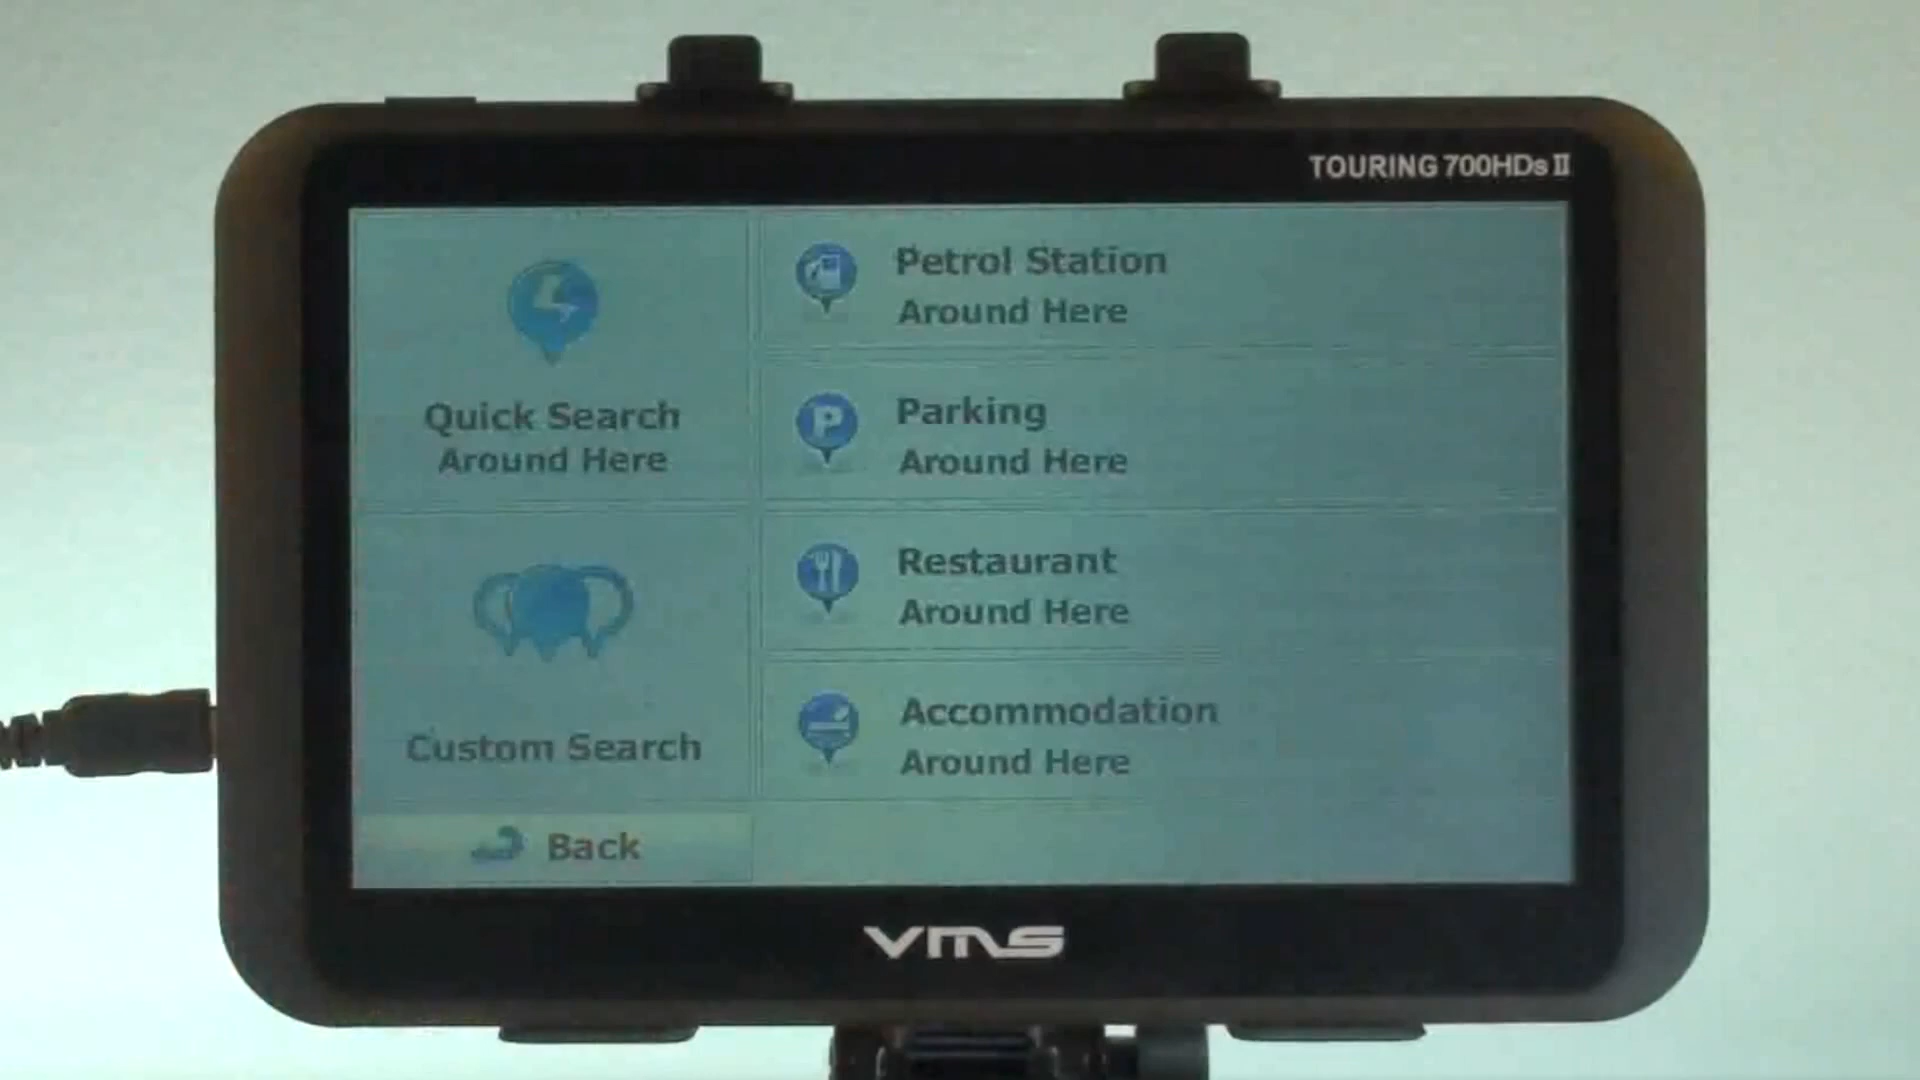 TOURING 700HDs II
Quick Search
Around Here
Custom Search
Back
Petrol Station
Around Here
Parking
Around Here
Restaurant
Around Here
Accommodation
Around Here
VMS